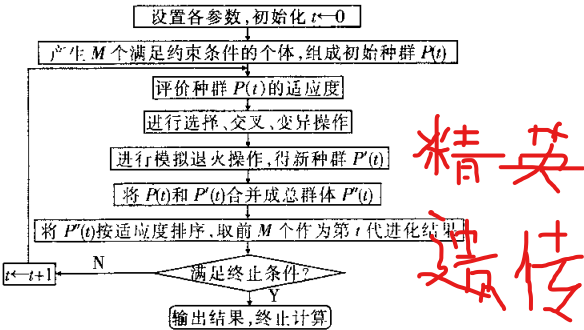 设置各参数,初始化 t←0
产生 M 个满足约束条件的个体,组成初始种群 P(t)
评价种群 P(t)的适应度
进行选择、交叉、变异操作
进行模拟退火操作,得新种群 P′(t)
将 P(t)和 P′(t)合并成总群体 P″(t)
将 P″(t)按适应度排序,取前 M 个作为第 t 代进化结果
满足终止条件?
N
t←t+1
Y
输出结果,终止计算
精英
遗传